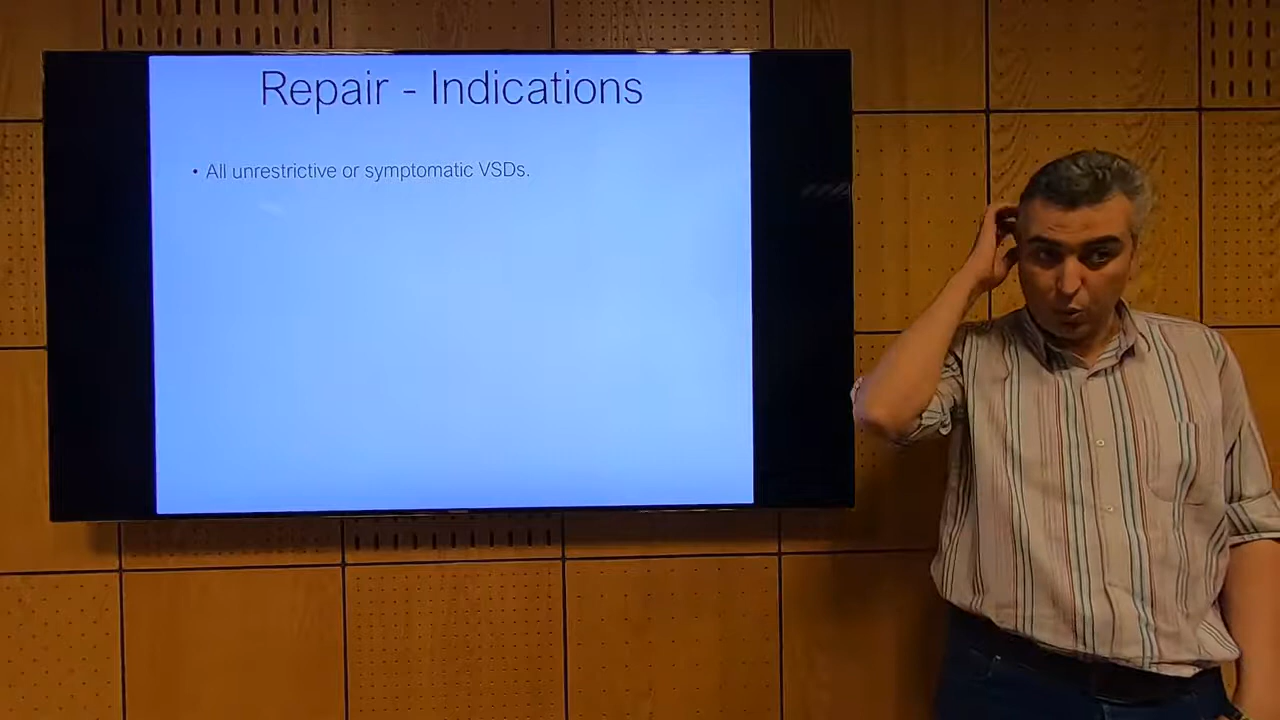 Repair - Indications
• All unrestrictive or symptomatic VSDs.